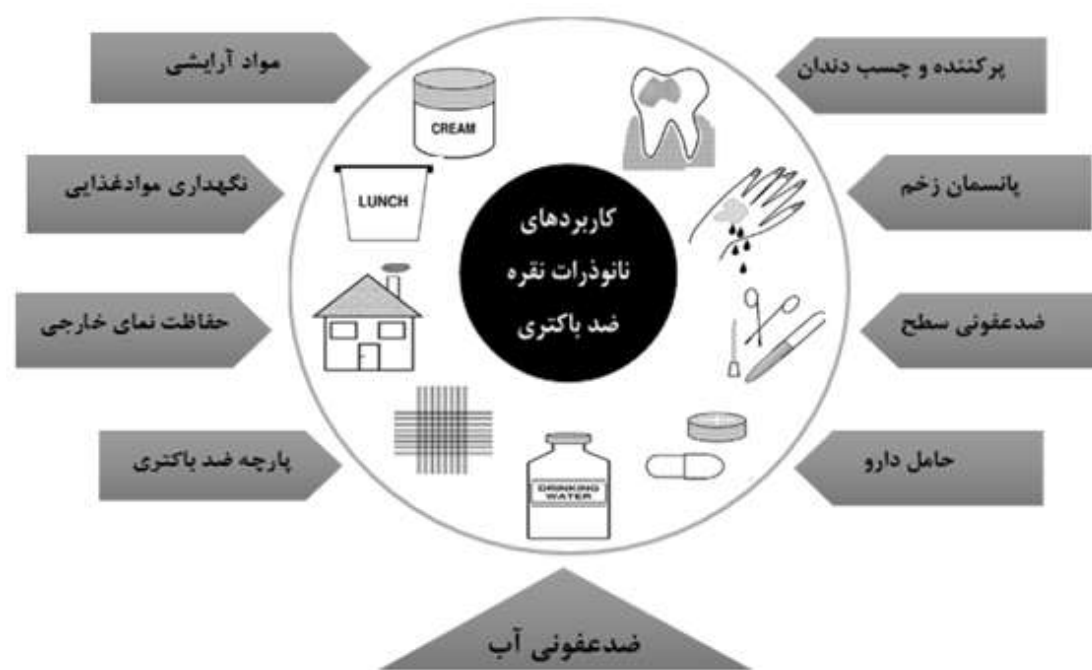 مواد آرایشی
پرکننده و چسب دندان
CREAM
نگهداری موادغذایی
LUNCH
پانسمان زخم
کاربردهای
نانوذرات نقره
ضد باکتری
حفاظت نمای خارجی
ضدعفونی سطح
پارچه ضد باکتری
حامل دارو
DRINKING
WATER
ضدعفونی آب